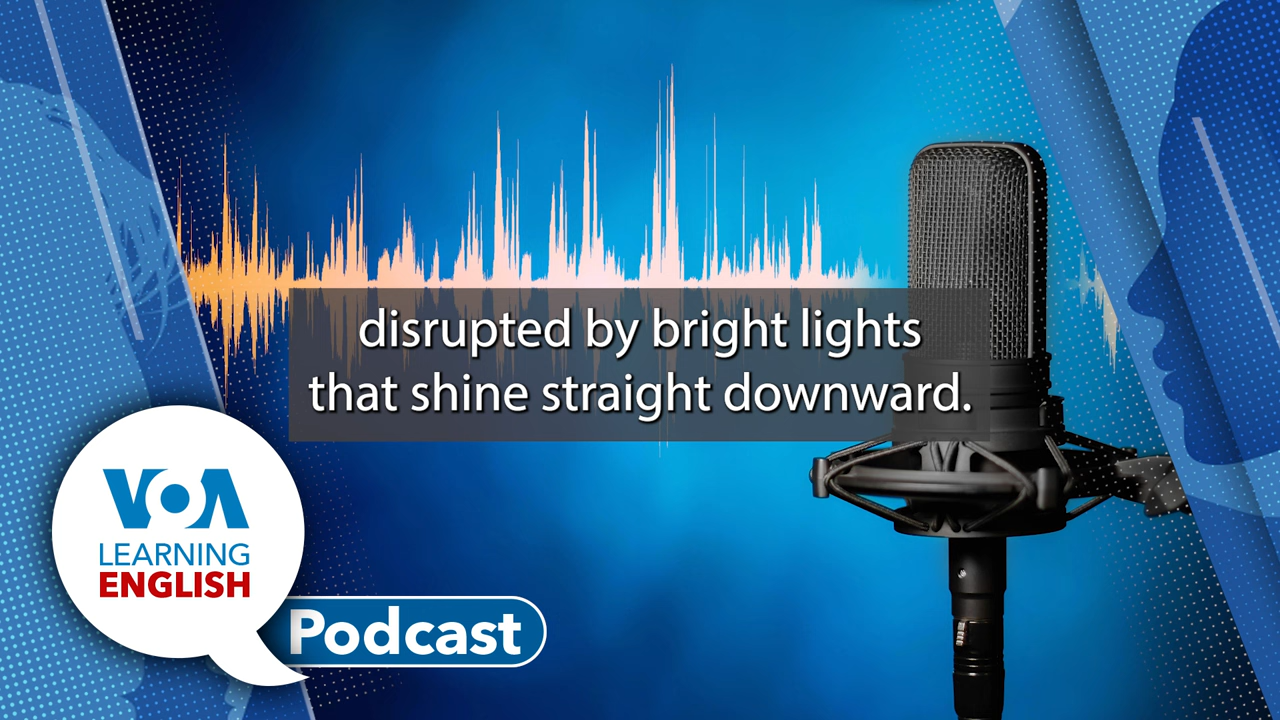 disrupted by bright lights
that shine straight downward.
VOA
LEARNING
ENGLISH
Podcast